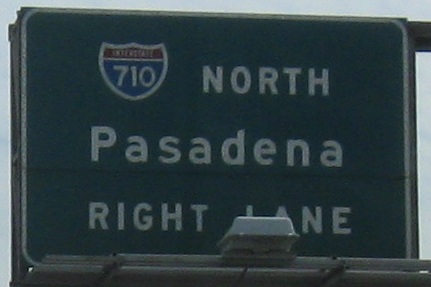 INTERSTATE
710 NORTH
Pasadena
RIGHT LANE